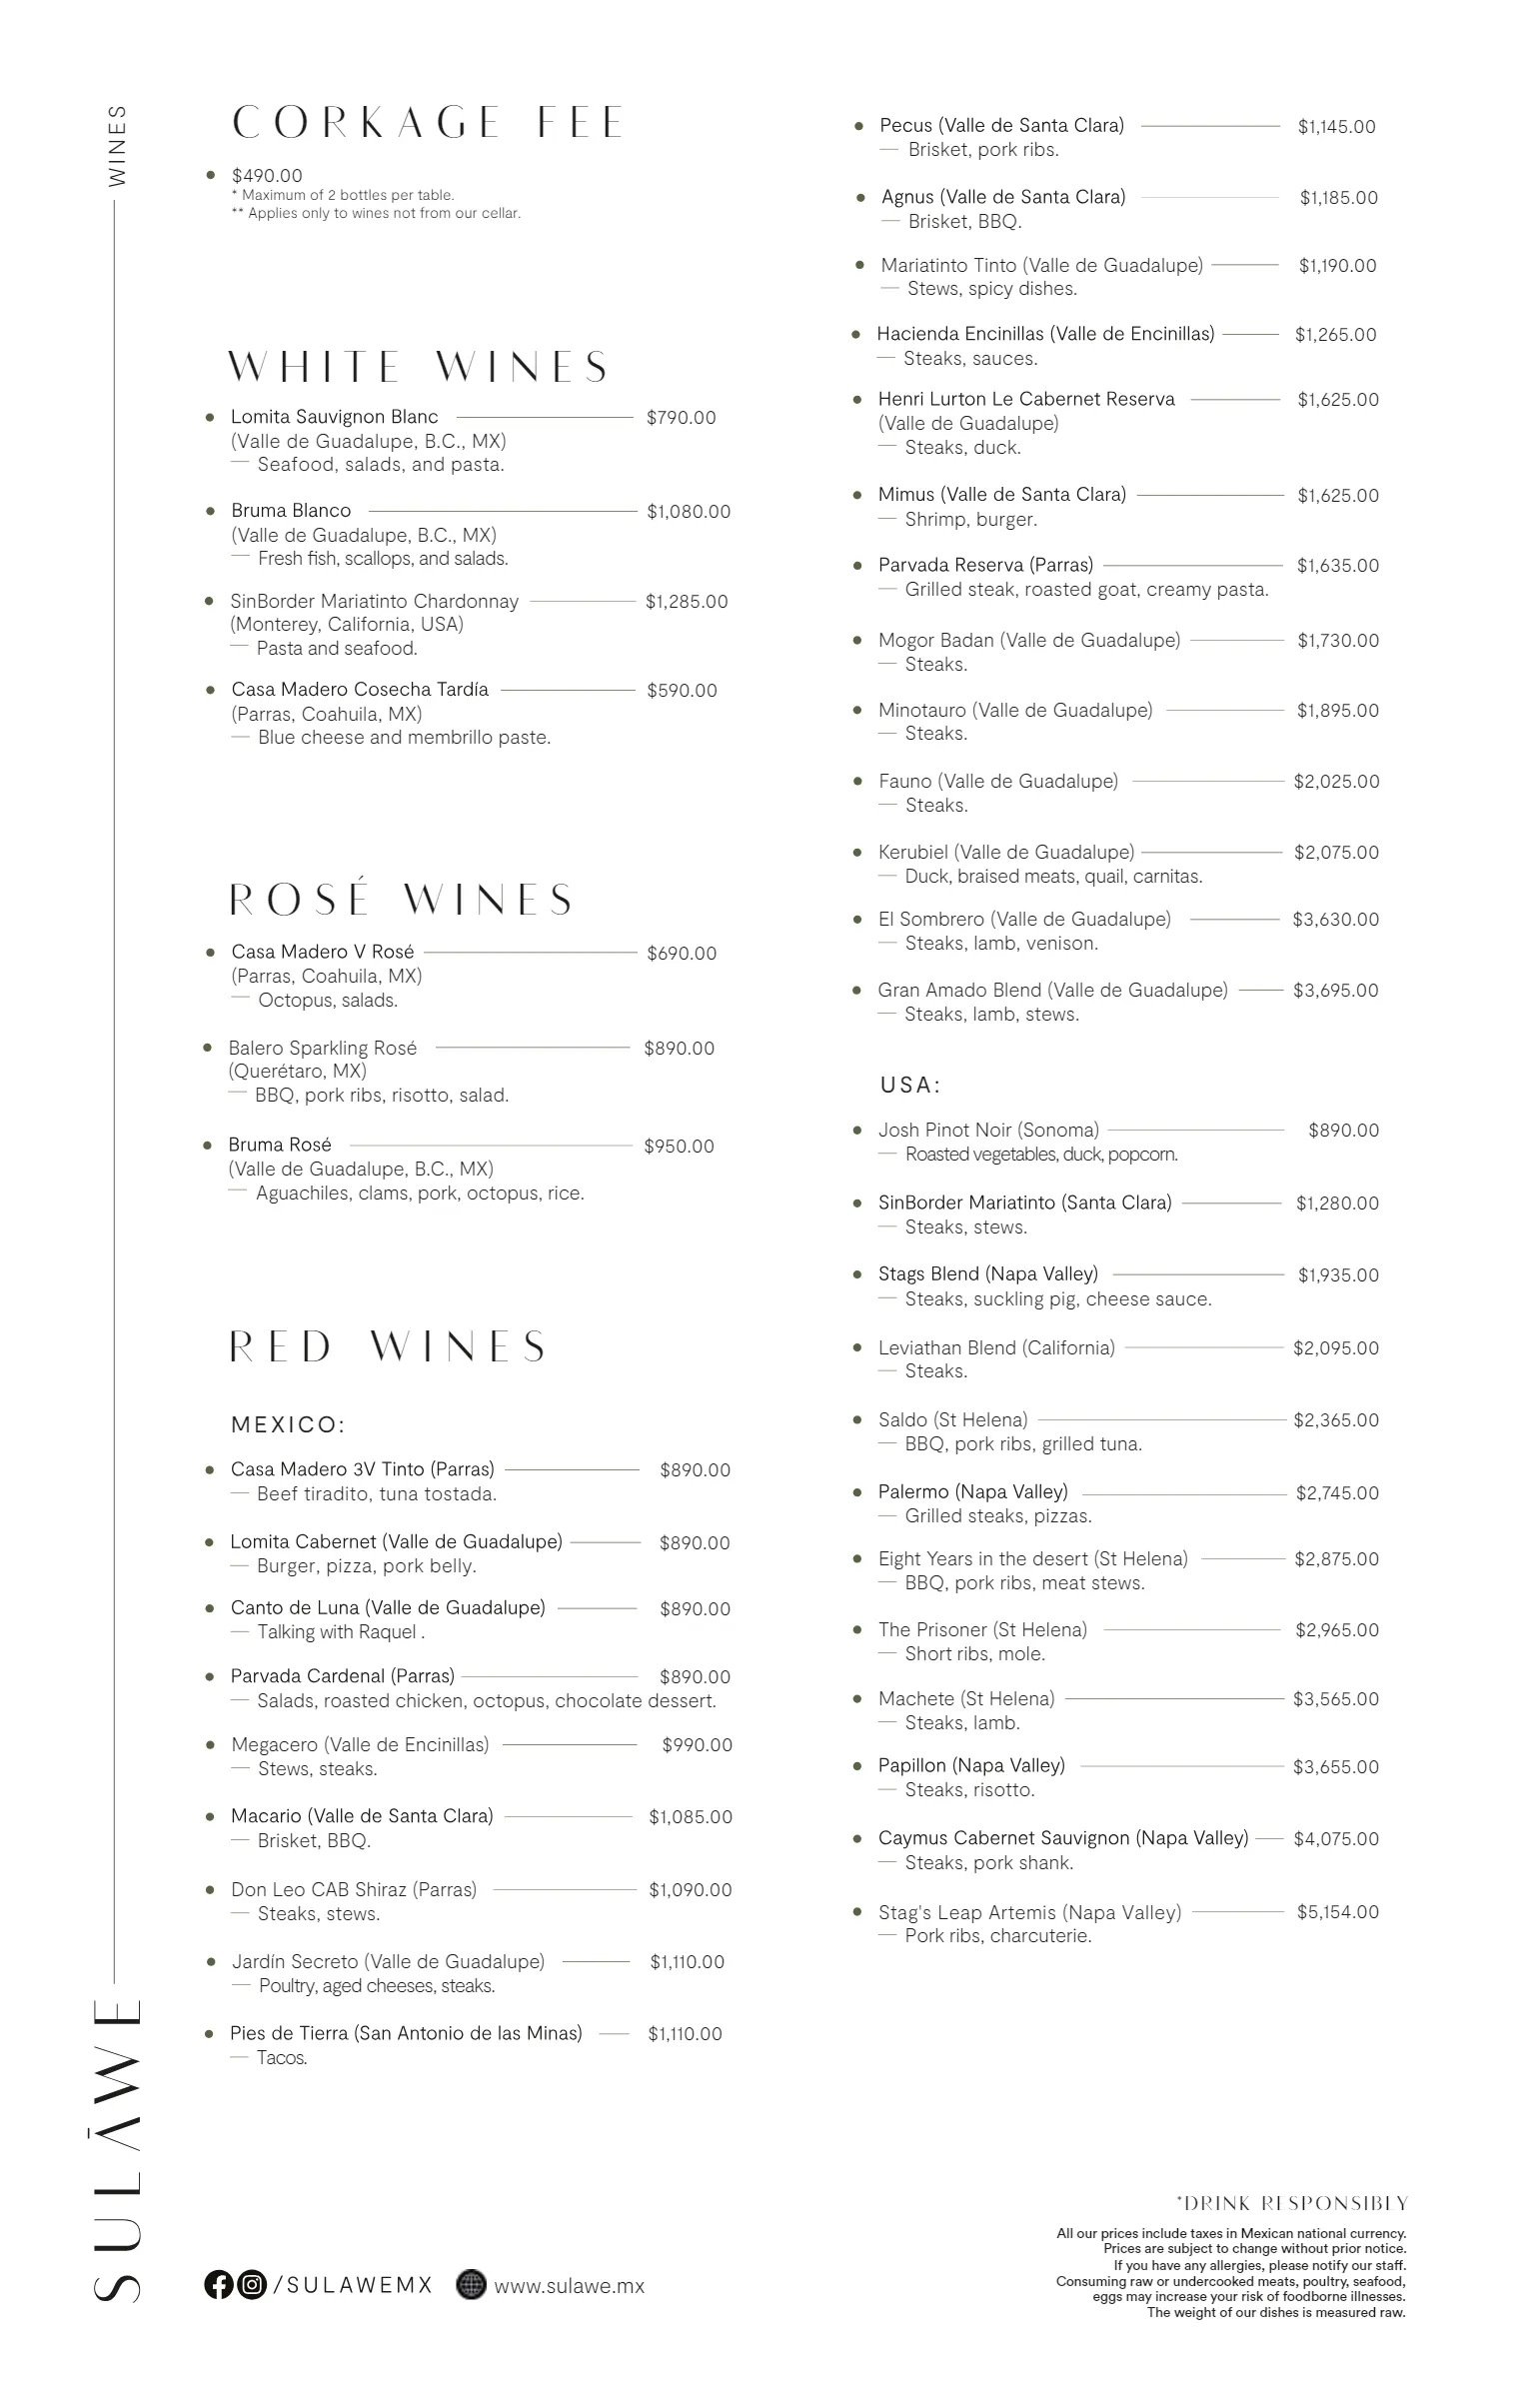 WINES
SULĀWE
CORKAGE FEE
$490.00
* Maximum of 2 bottles per table.
** Applies only to wines not from our cellar.
WHITE WINES
Lomita Sauvignon Blanc $790.00
(Valle de Guadalupe, B.C., MX)
— Seafood, salads, and pasta.
Bruma Blanco $1,080.00
(Valle de Guadalupe, B.C., MX)
— Fresh fish, scallops, and salads.
SinBorder Mariatinto Chardonnay $1,285.00
(Monterey, California, USA)
— Pasta and seafood.
Casa Madero Cosecha Tardía $590.00
(Parras, Coahuila, MX)
— Blue cheese and membrillo paste.
ROSÉ WINES
Casa Madero V Rosé $690.00
(Parras, Coahuila, MX)
— Octopus, salads.
Balero Sparkling Rosé $890.00
(Querétaro, MX)
— BBQ, pork ribs, risotto, salad.
Bruma Rosé $950.00
(Valle de Guadalupe, B.C., MX)
— Aguachiles, clams, pork, octopus, rice.
RED WINES
MEXICO:
Casa Madero 3V Tinto (Parras) $890.00
— Beef tiradito, tuna tostada.
Lomita Cabernet (Valle de Guadalupe) $890.00
— Burger, pizza, pork belly.
Canto de Luna (Valle de Guadalupe) $890.00
— Talking with Raquel .
Parvada Cardenal (Parras) $890.00
— Salads, roasted chicken, octopus, chocolate dessert.
Megacero (Valle de Encinillas) $990.00
— Stews, steaks.
Macario (Valle de Santa Clara) $1,085.00
— Brisket, BBQ.
Don Leo CAB Shiraz (Parras) $1,090.00
— Steaks, stews.
Jardín Secreto (Valle de Guadalupe) $1,110.00
— Poultry, aged cheeses, steaks.
Pies de Tierra (San Antonio de las Minas) $1,110.00
— Tacos.
Pecus (Valle de Santa Clara) $1,145.00
— Brisket, pork ribs.
Agnus (Valle de Santa Clara) $1,185.00
— Brisket, BBQ.
Mariatinto Tinto (Valle de Guadalupe) $1,190.00
— Stews, spicy dishes.
Hacienda Encinillas (Valle de Encinillas) $1,265.00
— Steaks, sauces.
Henri Lurton Le Cabernet Reserva $1,625.00
(Valle de Guadalupe)
— Steaks, duck.
Mimus (Valle de Santa Clara) $1,625.00
— Shrimp, burger.
Parvada Reserva (Parras) $1,635.00
— Grilled steak, roasted goat, creamy pasta.
Mogor Badan (Valle de Guadalupe) $1,730.00
— Steaks.
Minotauro (Valle de Guadalupe) $1,895.00
— Steaks.
Fauno (Valle de Guadalupe) $2,025.00
— Steaks.
Kerubiel (Valle de Guadalupe) $2,075.00
— Duck, braised meats, quail, carnitas.
El Sombrero (Valle de Guadalupe) $3,630.00
— Steaks, lamb, venison.
Gran Amado Blend (Valle de Guadalupe) $3,695.00
— Steaks, lamb, stews.
USA:
Josh Pinot Noir (Sonoma) $890.00
— Roasted vegetables, duck, popcorn.
SinBorder Mariatinto (Santa Clara) $1,280.00
— Steaks, stews.
Stags Blend (Napa Valley) $1,935.00
— Steaks, suckling pig, cheese sauce.
Leviathan Blend (California) $2,095.00
— Steaks.
Saldo (St Helena) $2,365.00
— BBQ, pork ribs, grilled tuna.
Palermo (Napa Valley) $2,745.00
— Grilled steaks, pizzas.
Eight Years in the desert (St Helena) $2,875.00
— BBQ, pork ribs, meat stews.
The Prisoner (St Helena) $2,965.00
— Short ribs, mole.
Machete (St Helena) $3,565.00
— Steaks, lamb.
Papillon (Napa Valley) $3,655.00
— Steaks, risotto.
Caymus Cabernet Sauvignon (Napa Valley) $4,075.00
— Steaks, pork shank.
Stag's Leap Artemis (Napa Valley) $5,154.00
— Pork ribs, charcuterie.
/SULAWEMX www.sulawe.mx
*DRINK RESPONSIBLY
All our prices include taxes in Mexican national currency.
Prices are subject to change without prior notice.
If you have any allergies, please notify our staff.
Consuming raw or undercooked meats, poultry, seafood,
eggs may increase your risk of foodborne illnesses.
The weight of our dishes is measured raw.